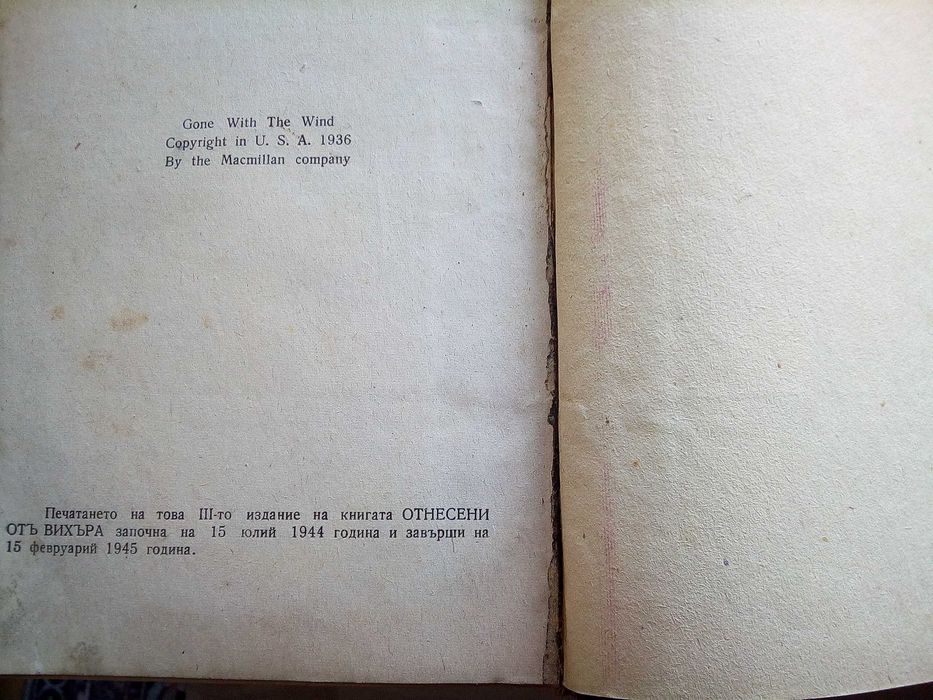 Gone With The Wind
Copyright in U. S. A. 1936
By the Macmillan company
Печатането на това III-то издание на книгата ОТНЕСЕНИ
ОТЪ ВИХЪРА започна на 15 юлий 1944 година и завърши на
15 февруарий 1945 година.